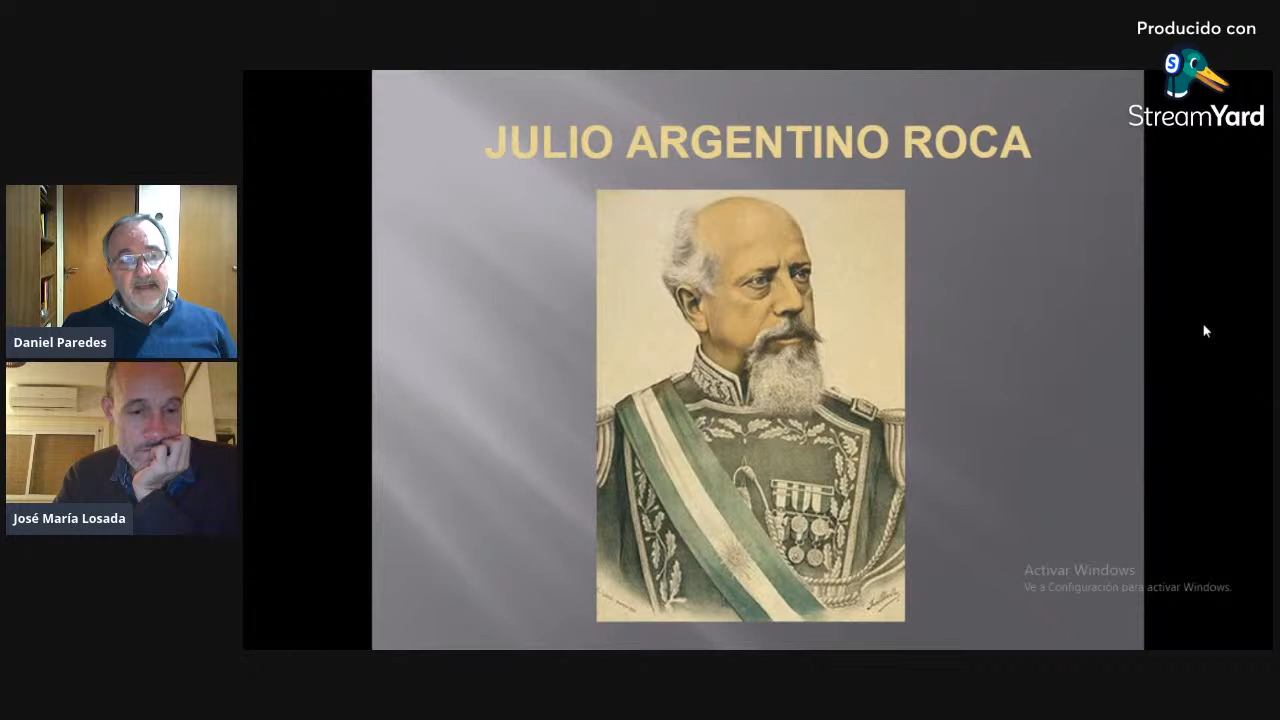 Producido con
StreamYard
JULIO ARGENTINO ROCA
Daniel Paredes
José María Losada
Activar Windows
Ve a Configuración para activar Windows.